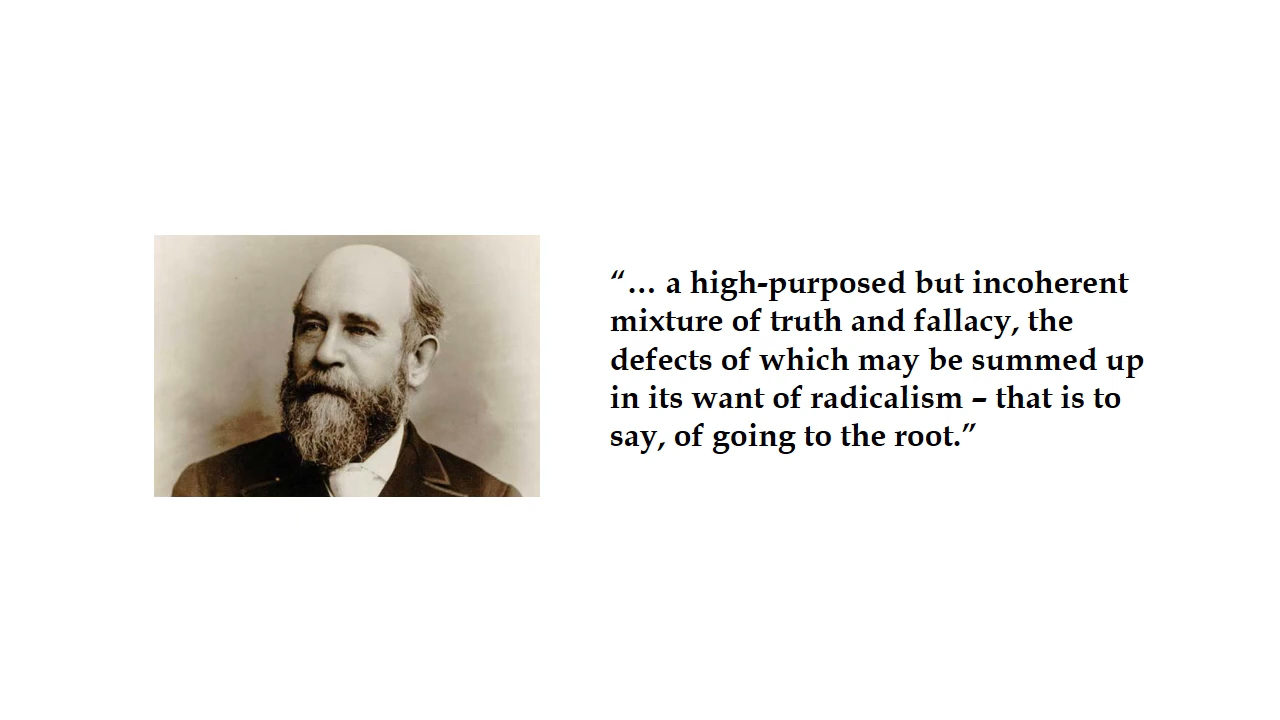 “… a high-purposed but incoherent
mixture of truth and fallacy, the
defects of which may be summed up
in its want of radicalism – that is to
say, of going to the root.”